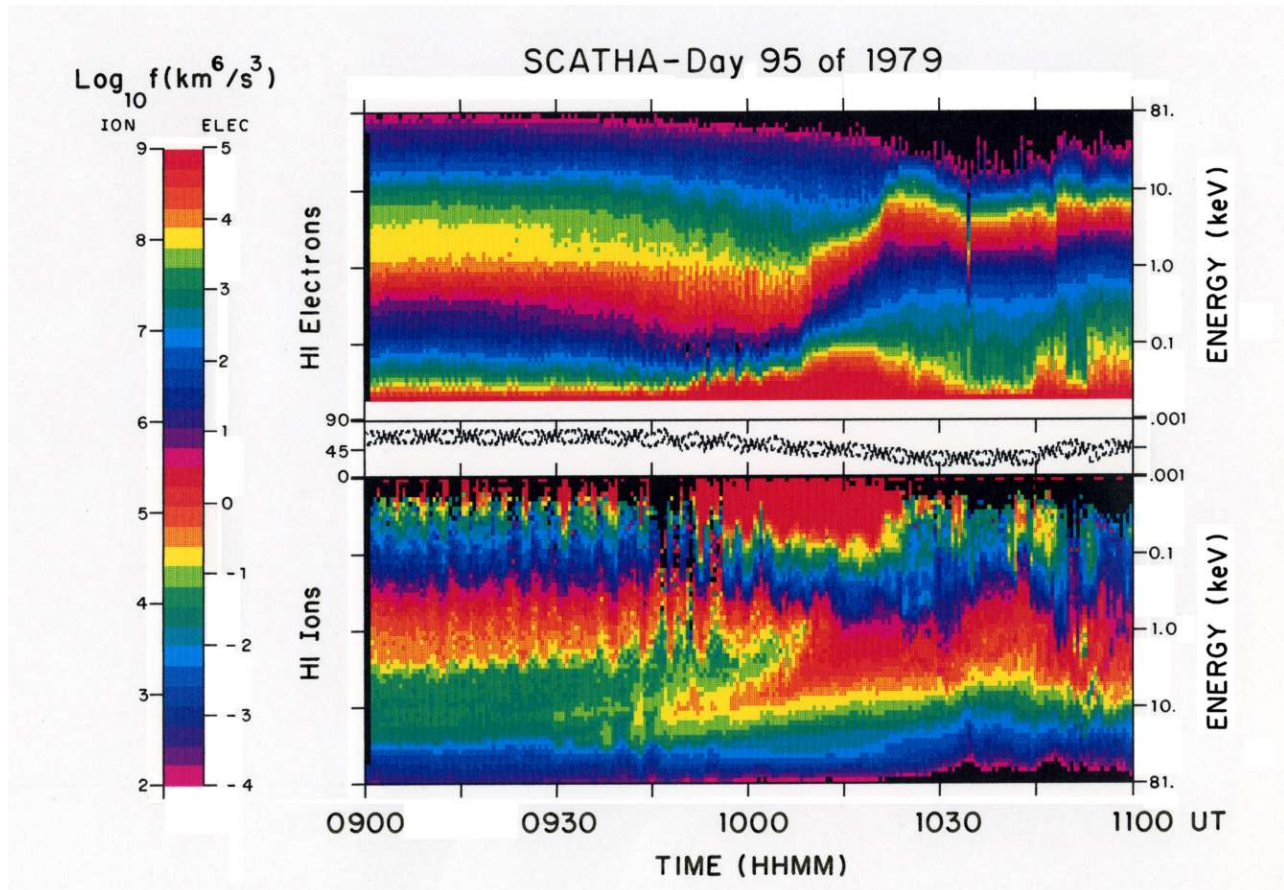 SCATHA-Day 95 of 1979
Log10 f(km6/s3)
ION ELEC
9 5
8 4
7 3
6 2
5 1
4 0
3 -1
2 -2
-3
-4
HI Electrons
81.
10.
1.0
0.1
.001
ENERGY (keV)
90
45
0
HI Ions
.001
0.1
1.0
10.
81.
ENERGY (keV)
0900 0930 1000 1030 1100 UT
TIME (HHMM)